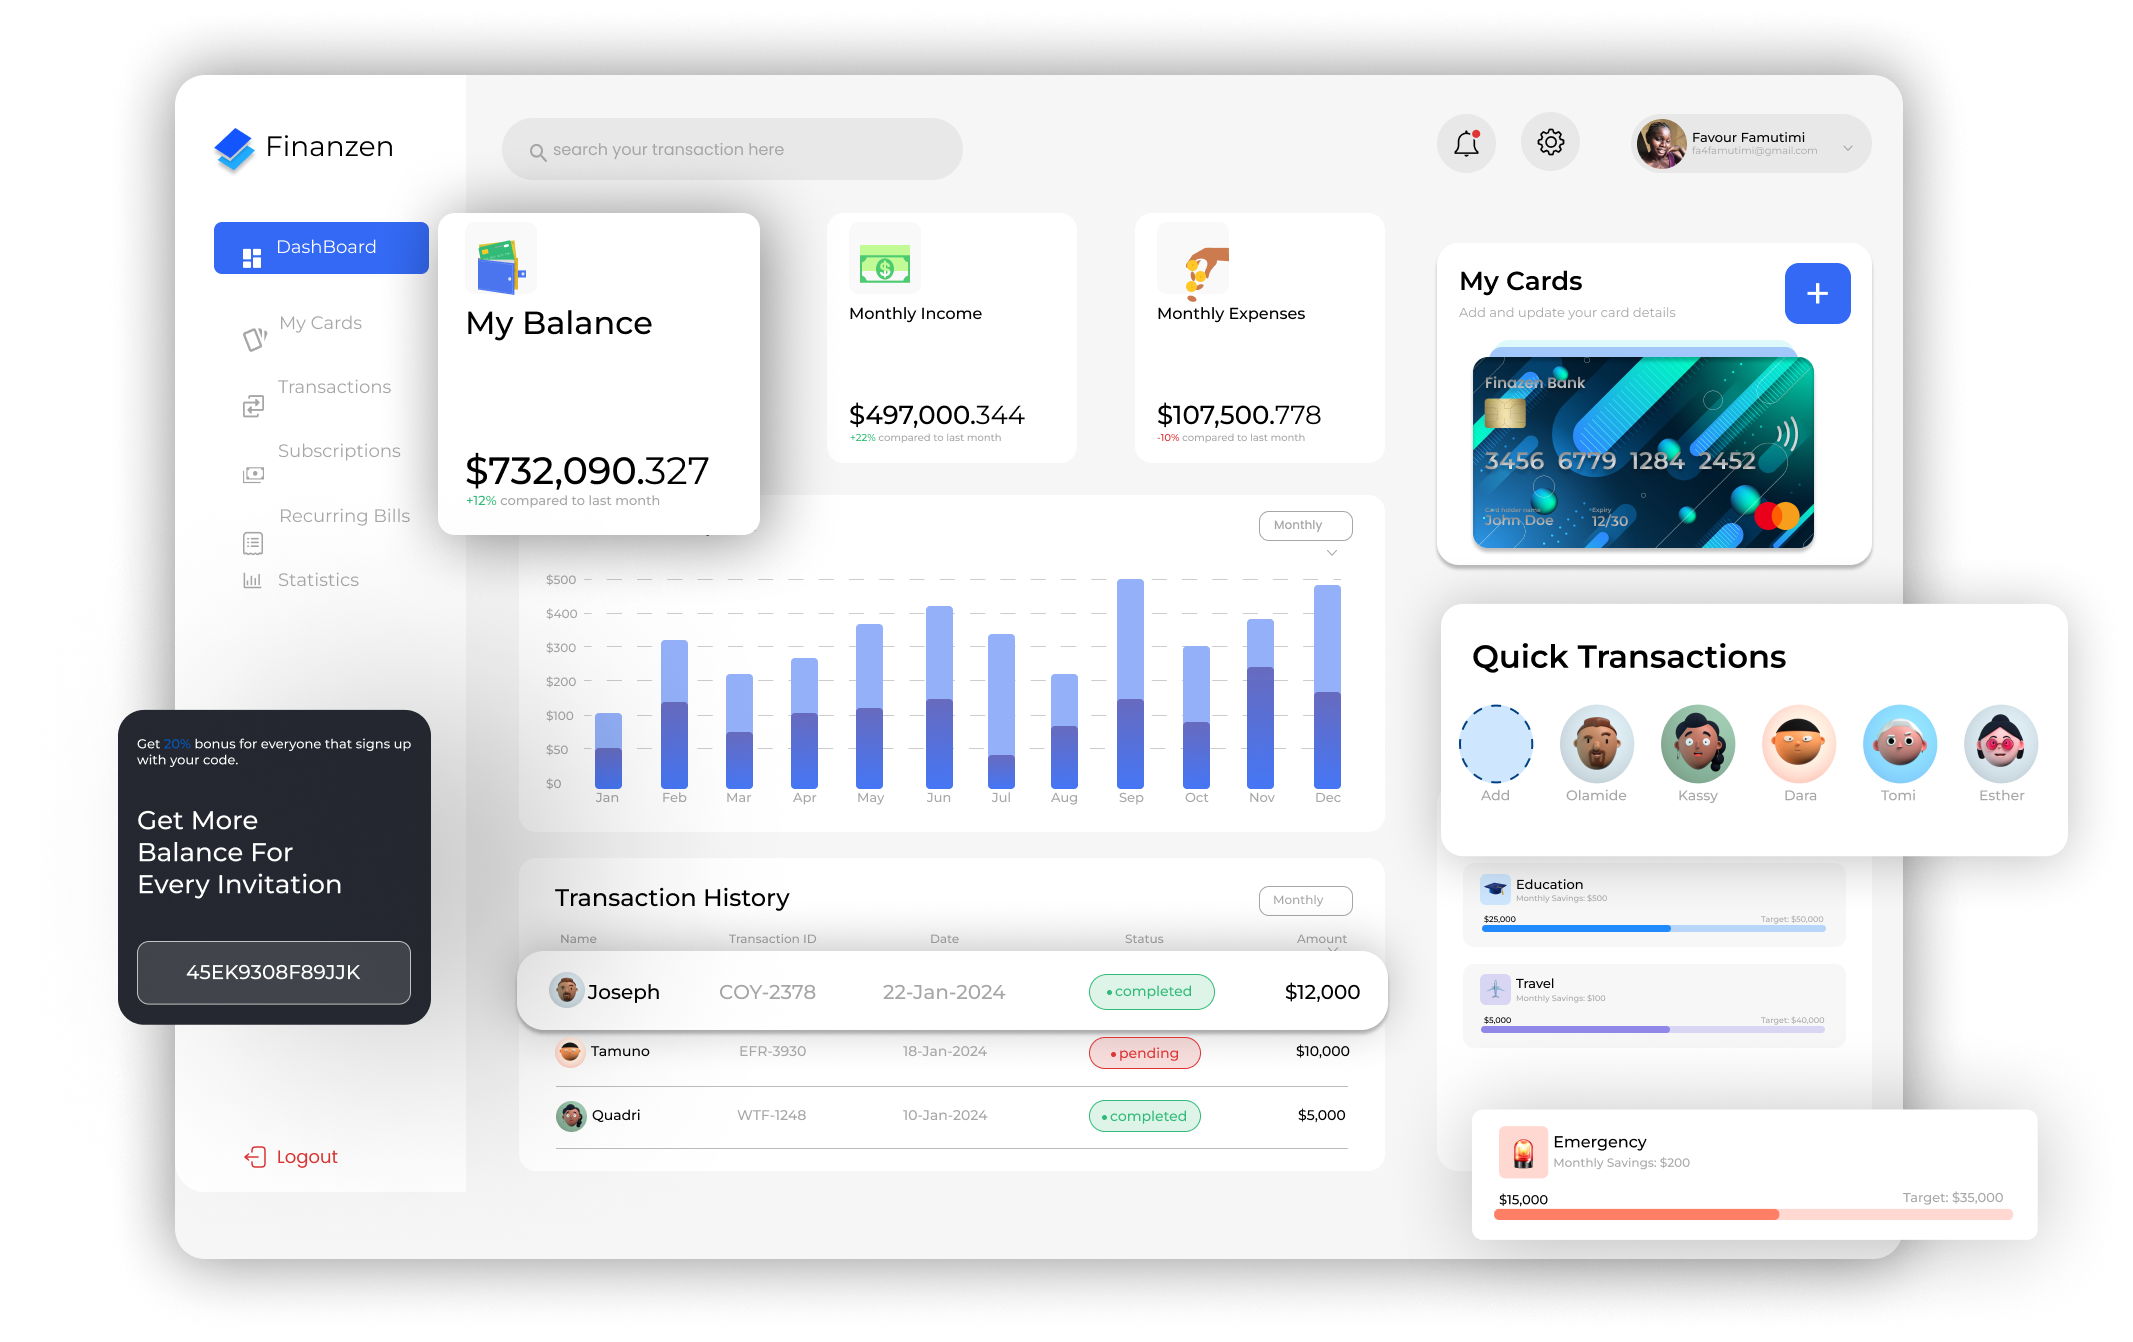 Finanzen
search your transaction here
Favour Famutimi
fa4famutimi@gmail.com
DashBoard
My Cards
Transactions
Subscriptions
Recurring Bills
Statistics
My Balance
$732,090.327
+12% compared to last month
Monthly Income
$497,000.344
+22% compared to last month
Monthly Expenses
$107,500.778
-10% compared to last month
My Cards
Add and update your card details
+
Finazen Bank
3456 6779 1284 2452
Card holder name
John Doe
*Expiry
12/30
Monthly
$500
$400
$300
$200
$100
$50
$0
Jan Feb Mar Apr May Jun Jul Aug Sep Oct Nov Dec
Quick Transactions
Add Olamide Kassy Dara Tomi Esther
Get 20% bonus for everyone that signs up
with your code.
Get More
Balance For
Every Invitation
45EK9308F89JJK
Logout
Transaction History
Monthly
Name Transaction ID Date Status Amount
Joseph COY-2378 22-Jan-2024 completed $12,000
Tamuno EFR-3930 18-Jan-2024 pending $10,000
Quadri WTF-1248 10-Jan-2024 completed $5,000
Education
Monthly Savings: $500
$25,000 Target: $50,000
Travel
Monthly Savings: $100
$5,000 Target: $40,000
Emergency
Monthly Savings: $200
$15,000 Target: $35,000